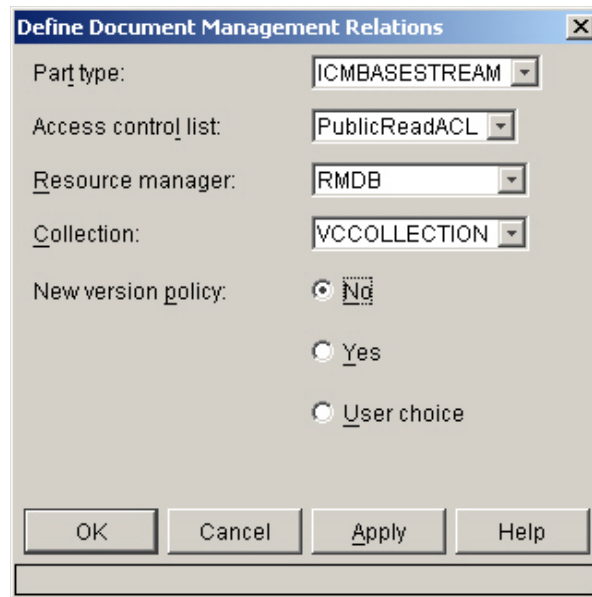 Define Document Management Relations
Part type: ICMBASESTREAM
Access control list: PublicReadACL
Resource manager: RMDB
Collection: VCCOLLECTION
New version policy: No
Yes
User choice
OK Cancel Apply Help